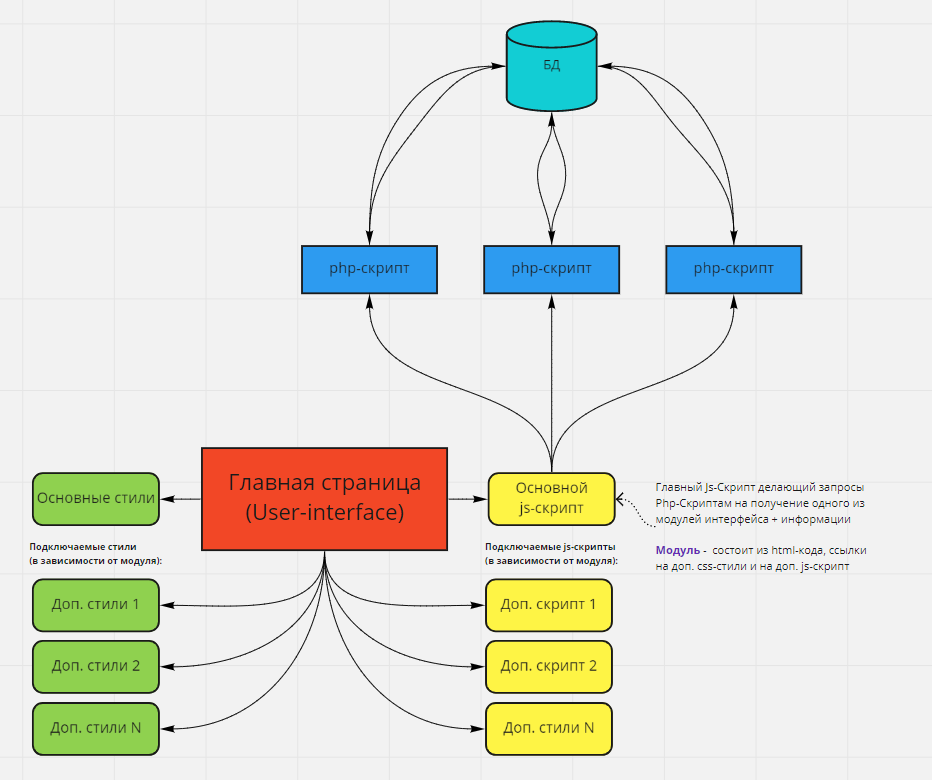 БД
php-скрипт
php-скрипт
php-скрипт
Главная страница
(User-interface)
Основные стили
Основной
js-скрипт
Главный Js-Скрипт делающий запросы
Php-Скриптам на получение одного из
модулей интерфейса + информации
Модуль - состоит из html-кода, ссылки
на доп. css-стили и на доп. js-скрипт
Подключаемые стили
(в зависимости от модуля):
Подключаемые js-скрипты
(в зависимости от модуля):
Доп. стили 1
Доп. скрипт 1
Доп. стили 2
Доп. скрипт 2
Доп. стили N
Доп. стили N